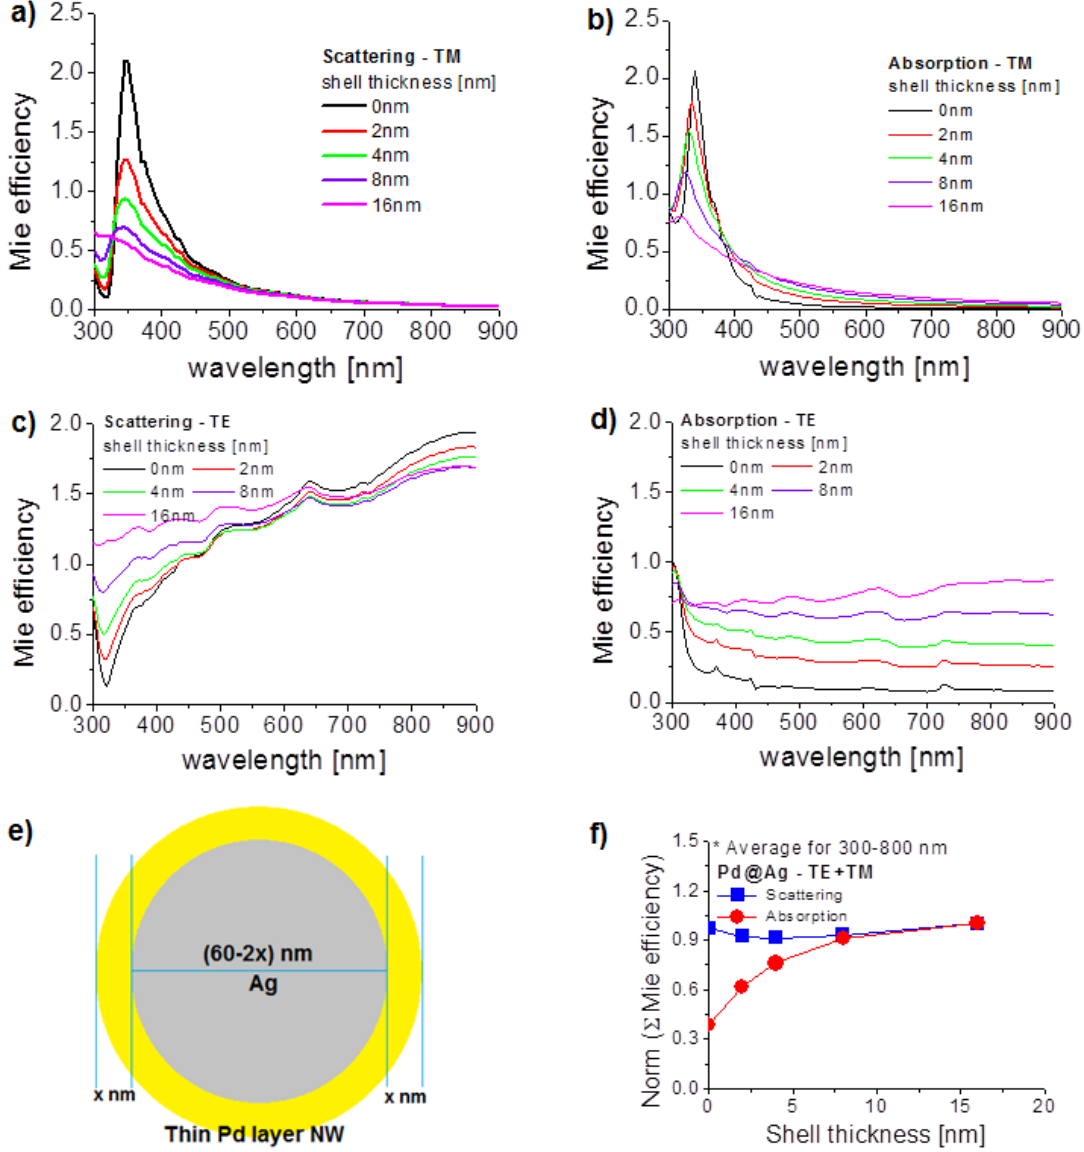 a)
2.5
2.0
1.5
1.0
0.5
0.0
Mie efficiency
Scattering - TM
shell thickness [nm]
0nm
2nm
4nm
8nm
16nm
300 400 500 600 700 800 900
wavelength [nm]
b)
2.5
2.0
1.5
1.0
0.5
0.0
Mie efficiency
Absorption - TM
shell thickness [nm]
0nm
2nm
4nm
8nm
16nm
300 400 500 600 700 800 900
wavelength [nm]
c)
2.0
1.5
1.0
0.5
0.0
Mie efficiency
Scattering - TE
shell thickness [nm]
0nm 2nm
4nm 8nm
16nm
300 400 500 600 700 800 900
wavelength [nm]
d)
2.0
1.5
1.0
0.5
0.0
Mie efficiency
Absorption - TE
shell thickness [nm]
0nm 2nm
4nm 8nm
16nm
300 400 500 600 700 800 900
wavelength [nm]
e)
(60-2x) nm
Ag
x nm x nm
Thin Pd layer NW
f)
1.5
1.2
0.9
0.6
0.3
0.0
Norm (Σ Mie efficiency)
* Average for 300-800 nm
Pd@Ag - TE+TM
Scattering
Absorption
0 5 10 15 20
Shell thickness [nm]